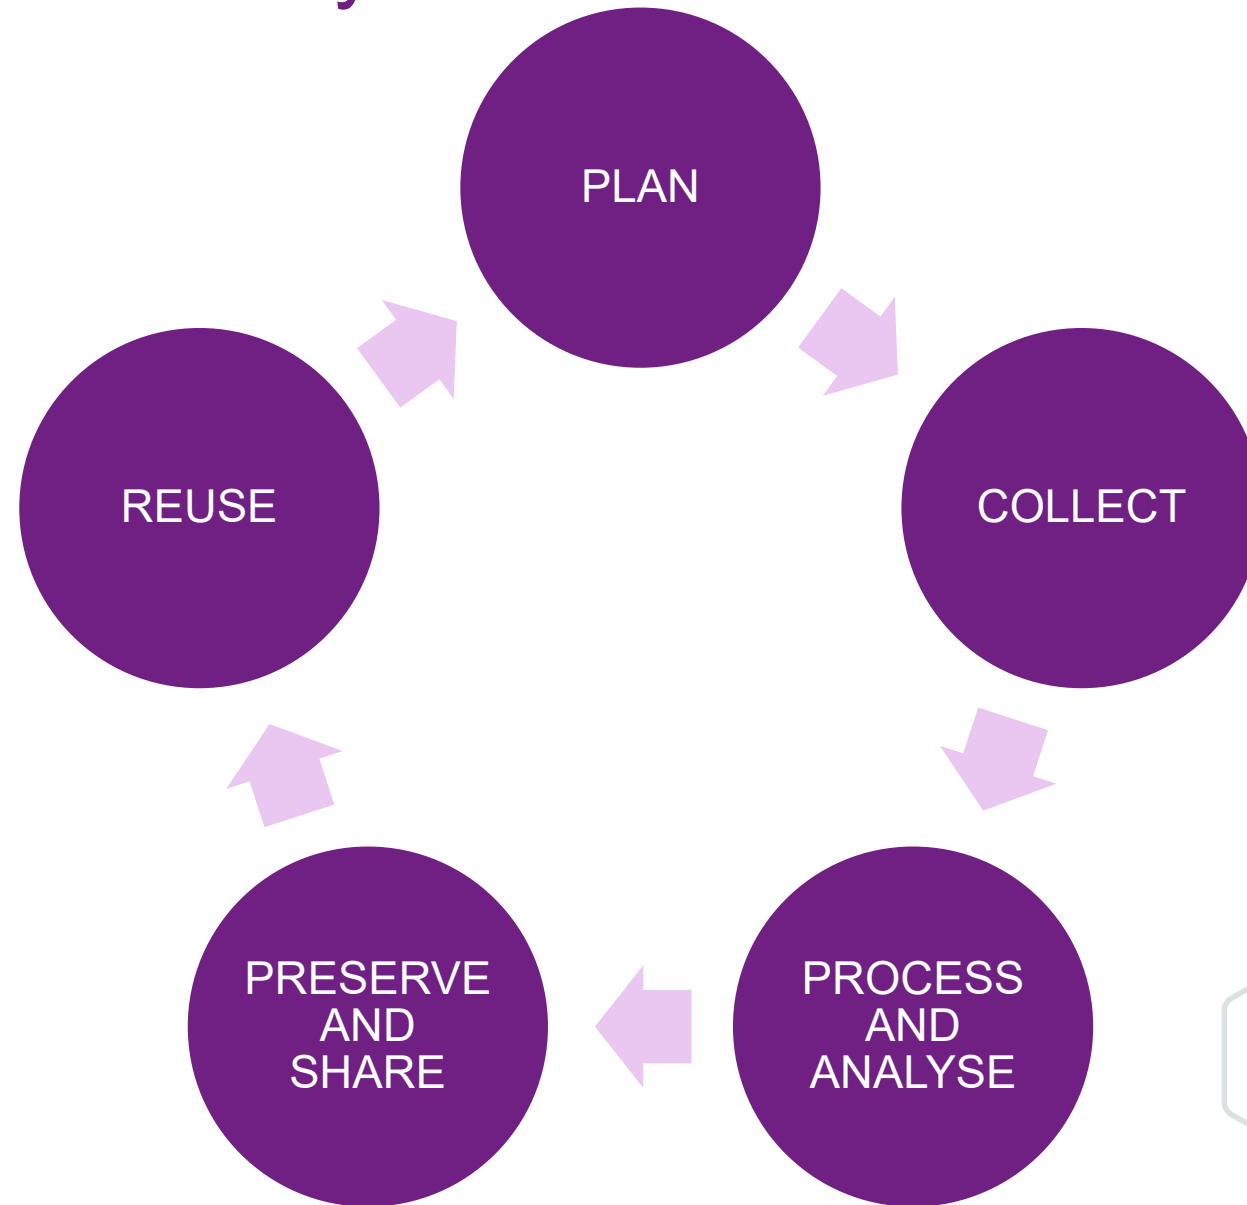 PLAN
COLLECT
PROCESS
AND
ANALYSE
PRESERVE
AND
SHARE
REUSE